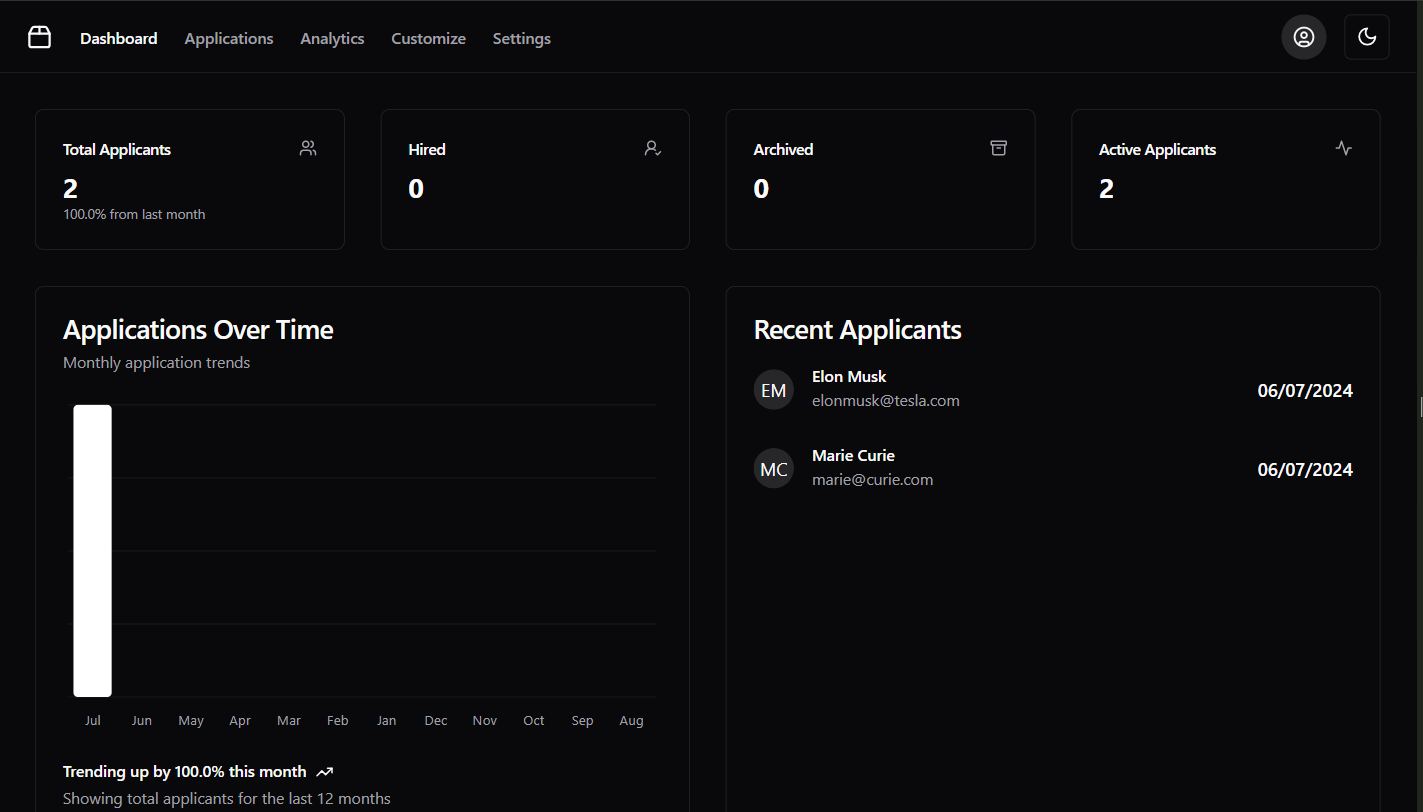 Dashboard Applications Analytics Customize Settings
Total Applicants
2
100.0% from last month
Hired
0
Archived
0
Active Applicants
2
Applications Over Time
Monthly application trends
Jul Jun May Apr Mar Feb Jan Dec Nov Oct Sep Aug
Trending up by 100.0% this month
Showing total applicants for the last 12 months
Recent Applicants
EM
Elon Musk
elonmusk@tesla.com
06/07/2024
MC
Marie Curie
marie@curie.com
06/07/2024